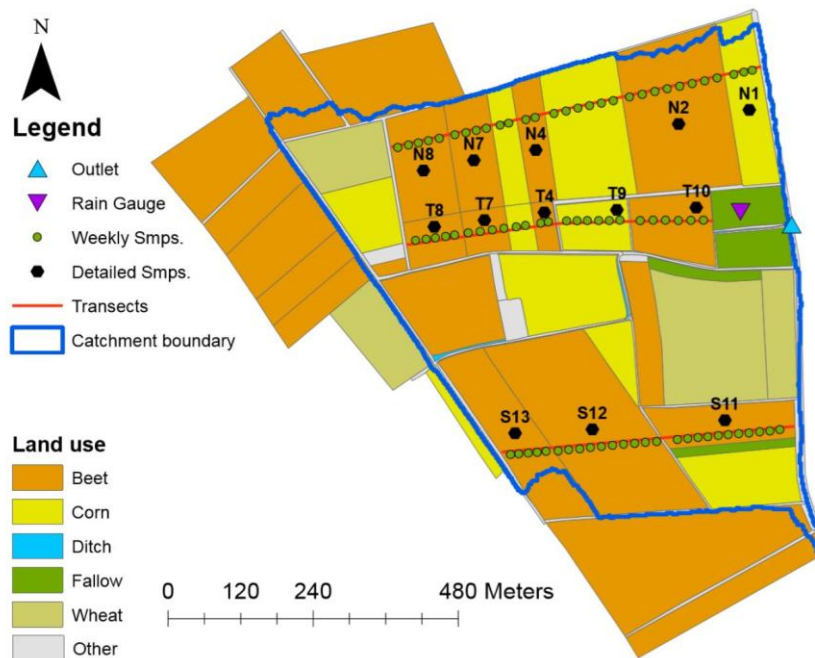 N
Legend
Outlet
Rain Gauge
Weekly Smps.
Detailed Smps.
Transects
Catchment boundary
Land use
Beet
Corn
Ditch
Fallow
Wheat
Other
0 120 240 480 Meters
N1
N2
N4
N7
N8
T10
T9
T4
T7
T8
S11
S12
S13